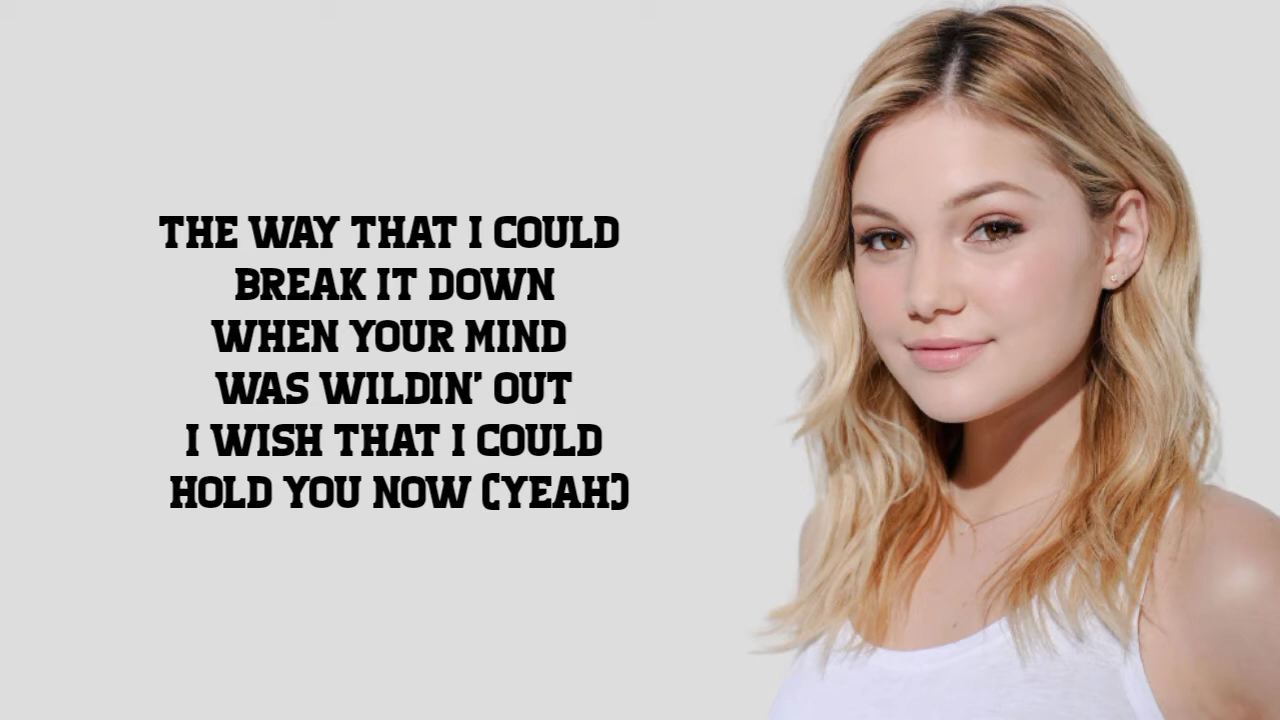 THE WAY THAT I COULD
BREAK IT DOWN
WHEN YOUR MIND
WAS WILDIN' OUT
I WISH THAT I COULD
HOLD YOU NOW (YEAH)